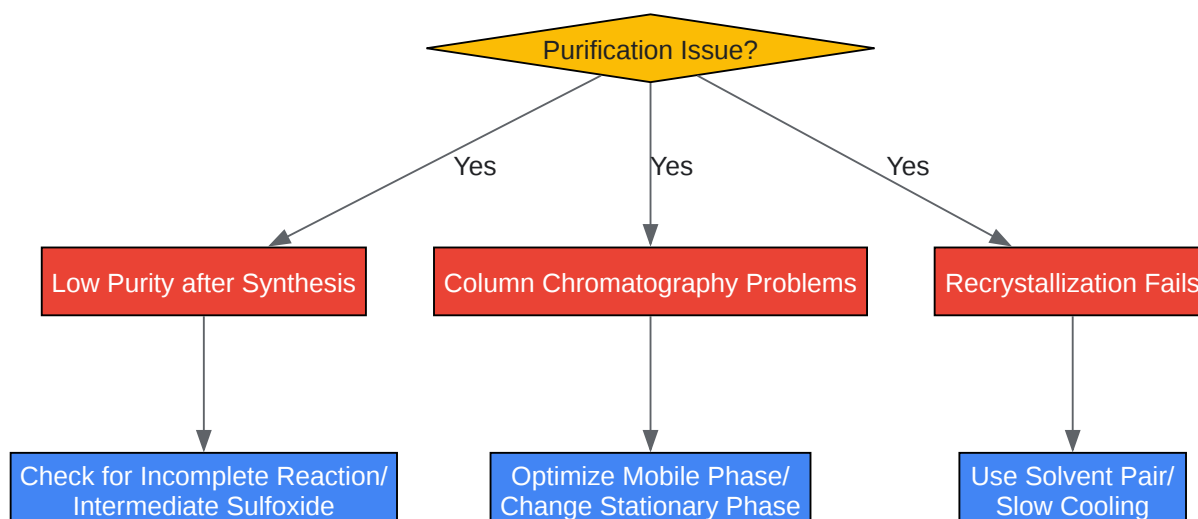 Purification Issue?
Yes
Yes
Yes
Low Purity after Synthesis
Column Chromatography Problems
Recrystallization Fails
Check for Incomplete Reaction/
Intermediate Sulfoxide
Optimize Mobile Phase/
Change Stationary Phase
Use Solvent Pair/
Slow Cooling